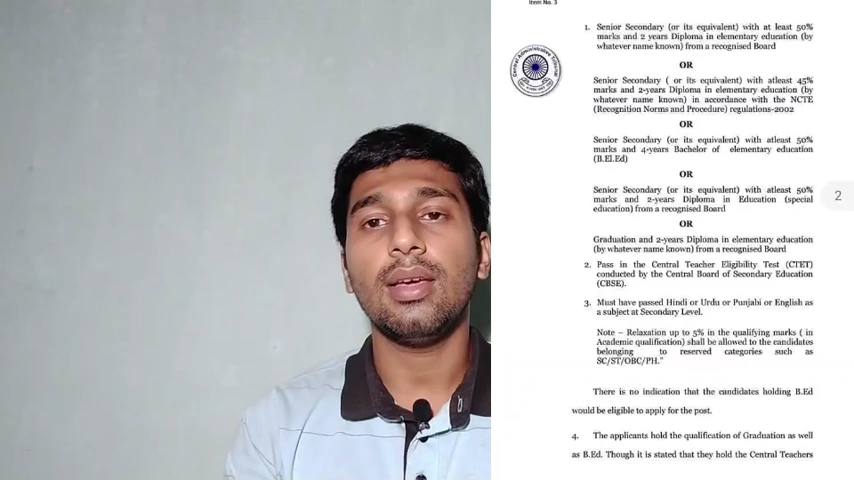 Item No. 3
1. Senior Secondary (or its equivalent) with at least 50%
marks and 2 years Diploma in elementary education (by
whatever name known) from a recognised Board
OR
Senior Secondary ( or its equivalent) with atleast 45%
marks and 2-years Diploma in elementary education (by
whatever name known) in accordance with the NCTE
(Recognition Norms and Procedure) regulations-2002
OR
Senior Secondary (or its equivalent) with atleast 50%
marks and 4-years Bachelor of elementary education
(B.El.Ed)
OR
Senior Secondary (or its equivalent) with atleast 50%
marks and 2-years Diploma in Education (special
education) from a recognised Board
OR
Graduation and 2-years Diploma in elementary education
(by whatever name known) from a recognised Board
2. Pass in the Central Teacher Eligibility Test (CTET)
conducted by the Central Board of Secondary Education
(CBSE).
3. Must have passed Hindi or Urdu or Punjabi or English as
a subject at Secondary Level.
Note – Relaxation up to 5% in the qualifying marks ( in
Academic qualification) shall be allowed to the candidates
belonging to reserved categories such as
SC/ST/OBC/PH."
There is no indication that the candidates holding B.Ed
would be eligible to apply for the post.
4. The applicants hold the qualification of Graduation as well
as B.Ed. Though it is stated that they hold the Central Teachers
Central Administrative Tribunal
2